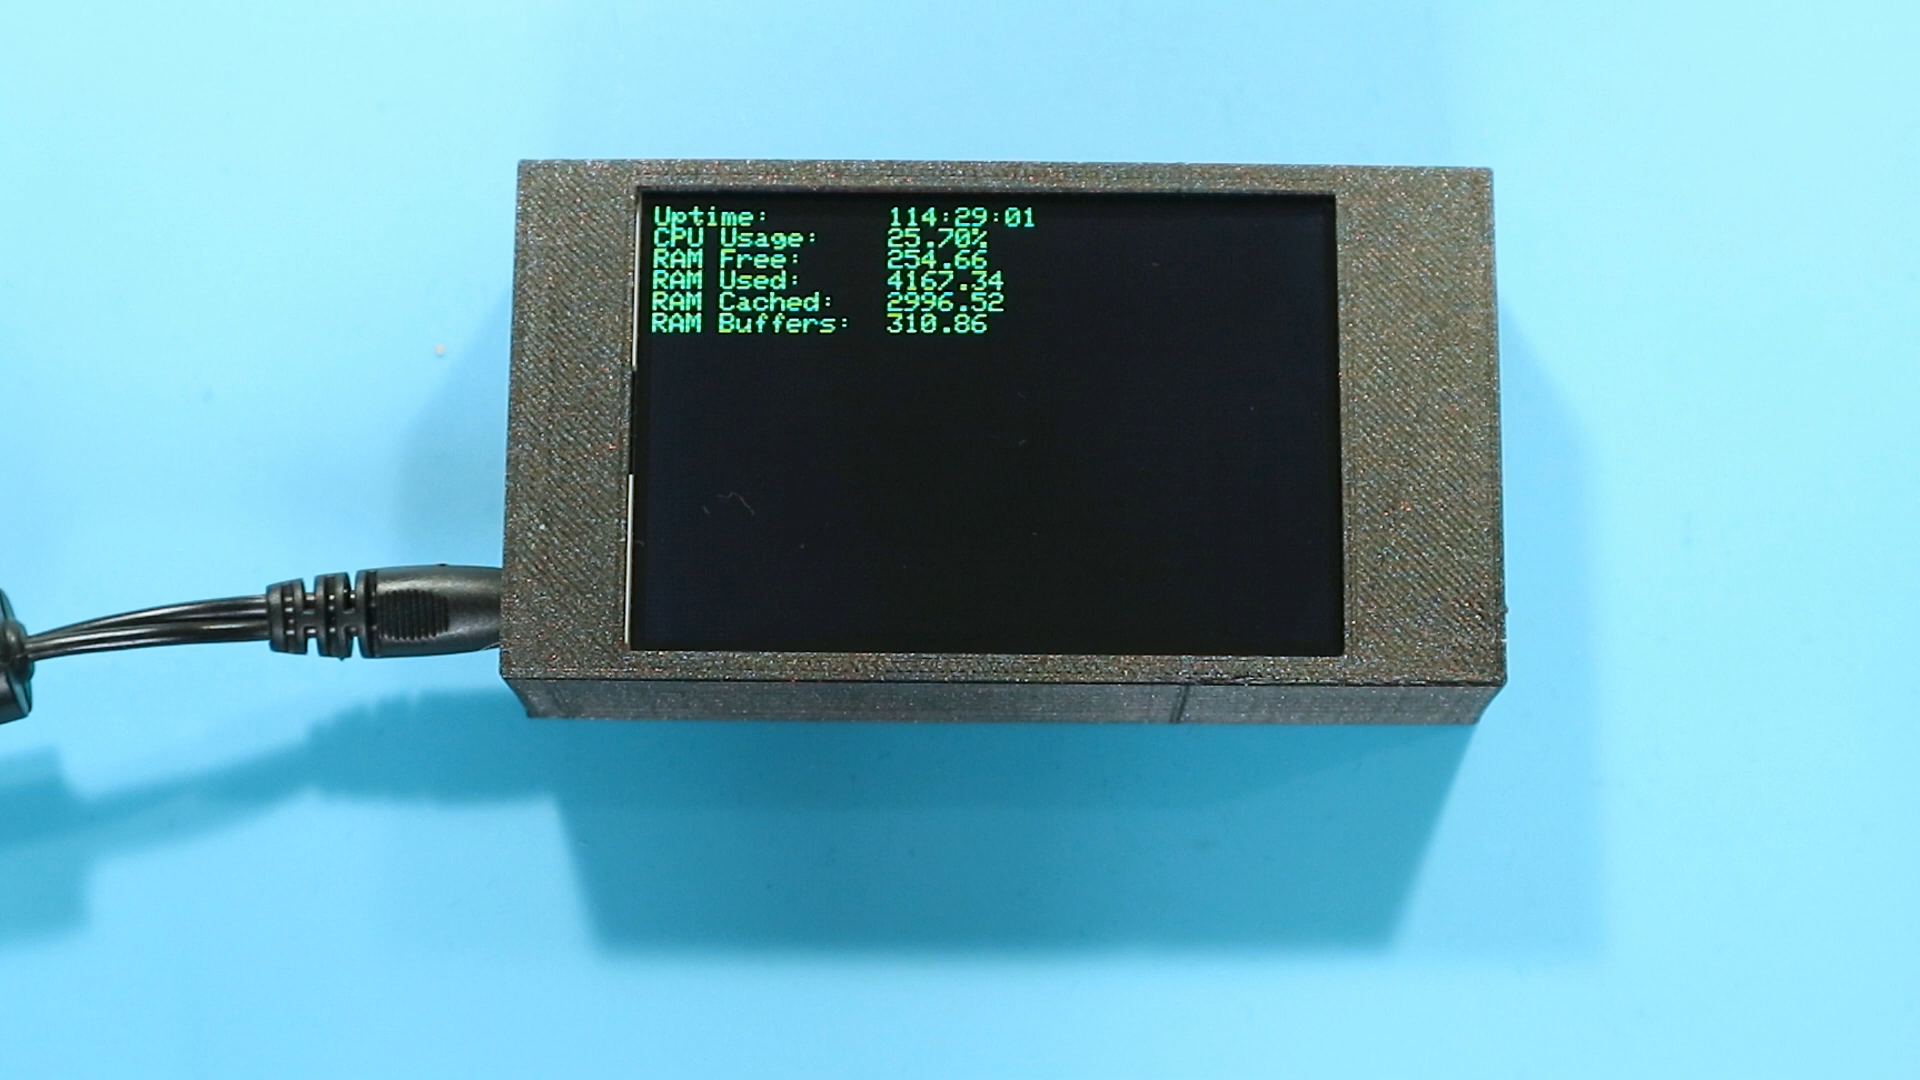 Uptime: 114:29:01
CPU Usage: 25.70%
RAM Free: 254.66
RAM Used: 4167.34
RAM Cached: 2996.52
RAM Buffers: 310.86